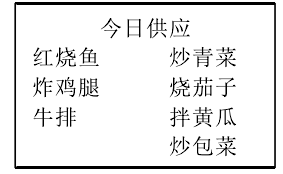 今日供应
红烧鱼 炒青菜
炸鸡腿 烧茄子
牛排 拌黄瓜
炒包菜